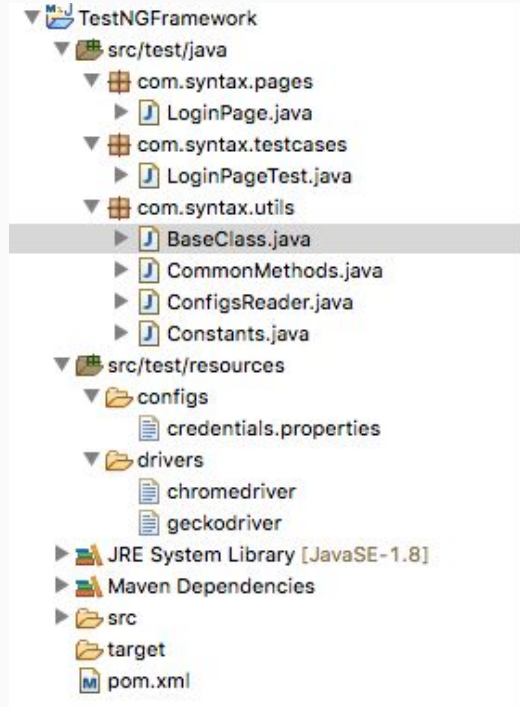 TestNGFramework
src/test/java
com.syntax.pages
LoginPage.java
com.syntax.testcases
LoginPageTest.java
com.syntax.utils
BaseClass.java
CommonMethods.java
ConfigsReader.java
Constants.java
src/test/resources
configs
credentials.properties
drivers
chromedriver
geckodriver
JRE System Library [JavaSE-1.8]
Maven Dependencies
src
target
pom.xml